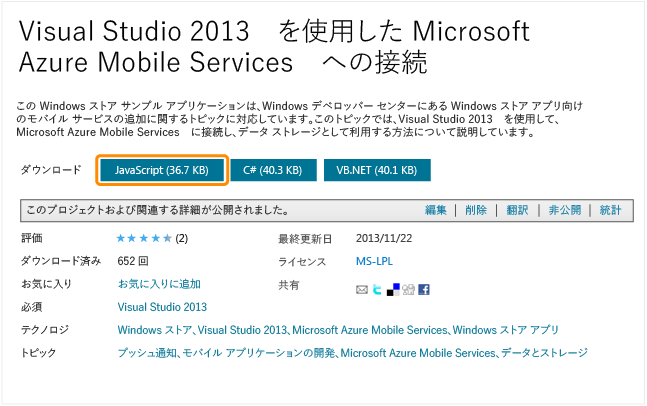 Visual Studio 2013　を使用した Microsoft
Azure Mobile Services　への接続
この Windows ストア サンプル アプリケーションは、Windows デベロッパー センターにある Windows ストア アプリ向け
のモバイル サービスの追加に関するトピックに対応しています。このトピックでは、Visual Studio 2013　を使用して、
Microsoft Azure Mobile Services　に接続し、データ ストレージとして利用する方法について説明しています。
ダウンロード JavaScript (36.7 KB) C# (40.3 KB) VB.NET (40.1 KB)
このプロジェクトおよび関連する詳細が公開されました。 編集 | 削除 | 翻訳 | 非公開 | 統計
評価 (2) 最終更新日 2013/11/22
ダウンロード済み 652 回 ライセンス MS-LPL
お気に入り お気に入りに追加 共有
必須 Visual Studio 2013
テクノロジ Windows ストア、Visual Studio 2013、Microsoft Azure Mobile Services、Windows ストア アプリ
トピック プッシュ通知、モバイル アプリケーションの開発、Microsoft Azure Mobile Services、データとストレージ